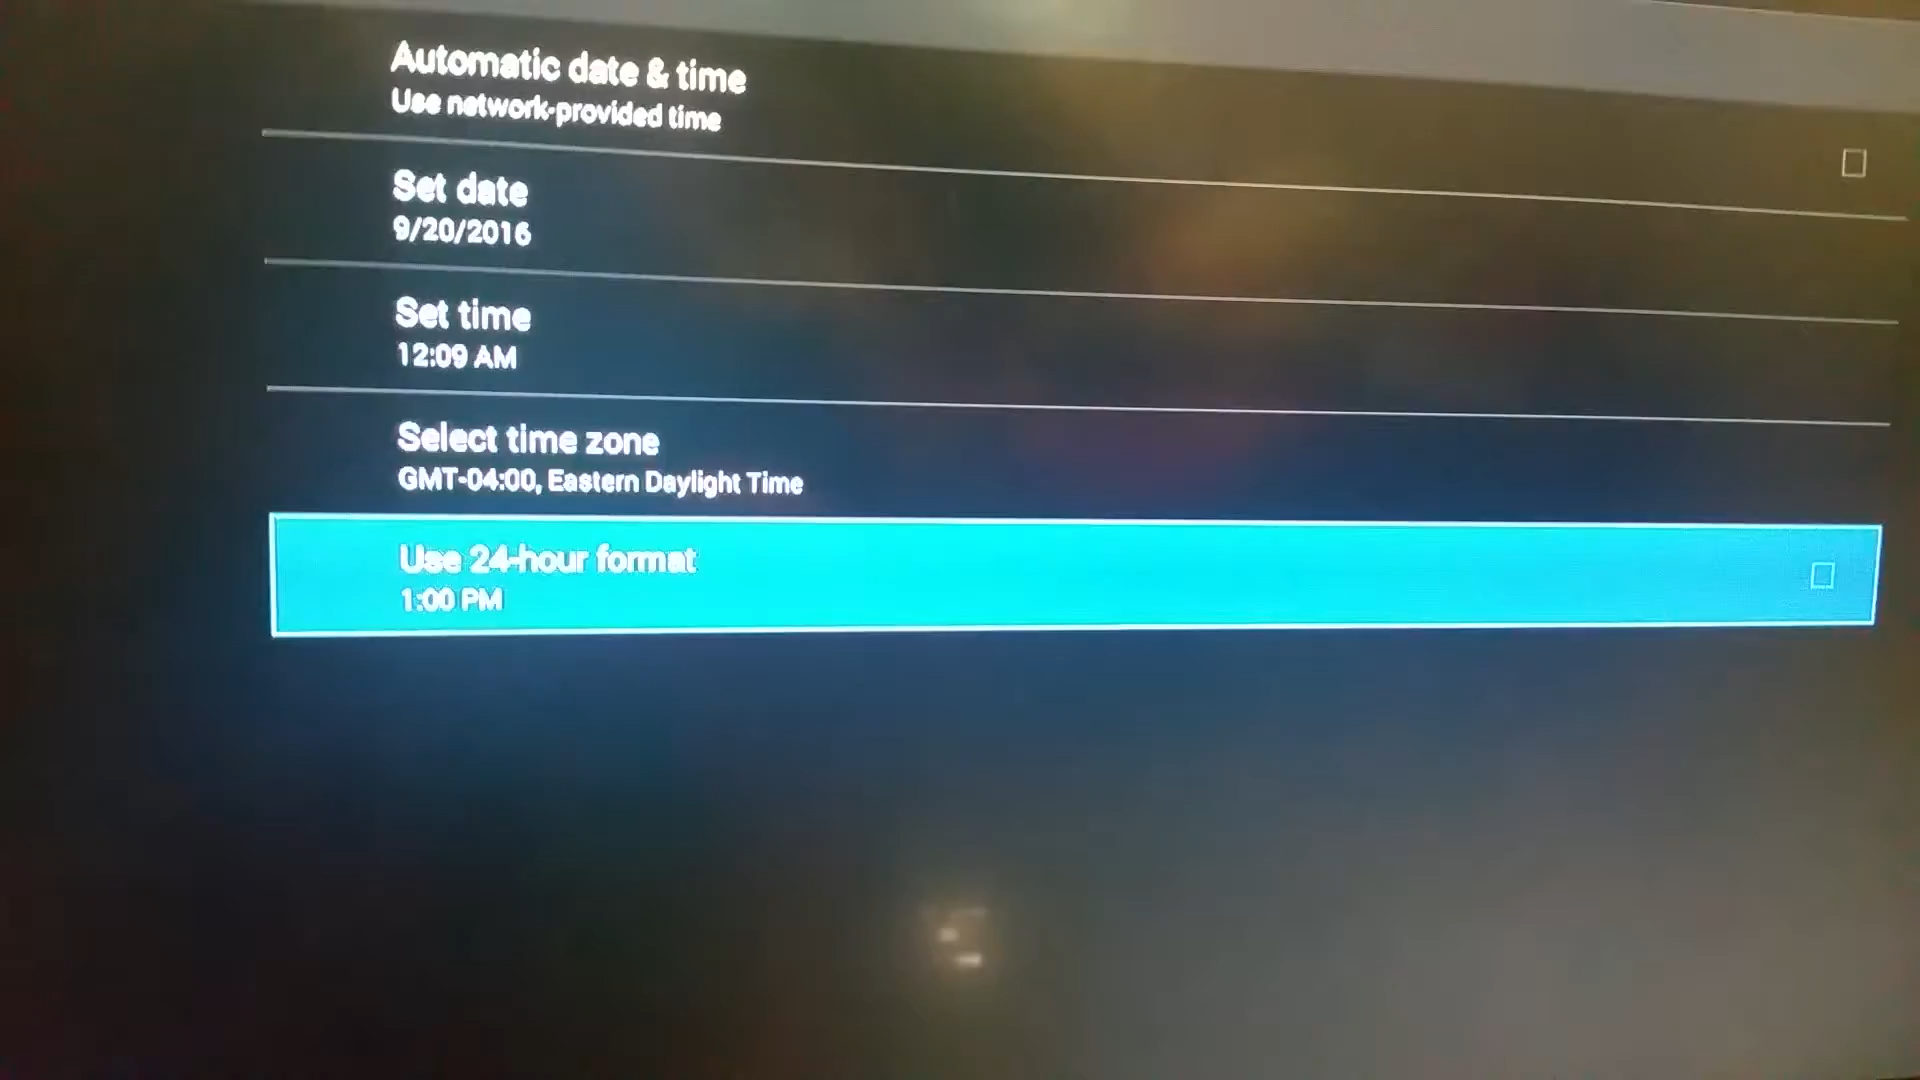 Automatic date & time
Use network-provided time
Set date
9/20/2016
Set time
12:09 AM
Select time zone
GMT-04:00, Eastern Daylight Time
Use 24-hour format
1:00 PM